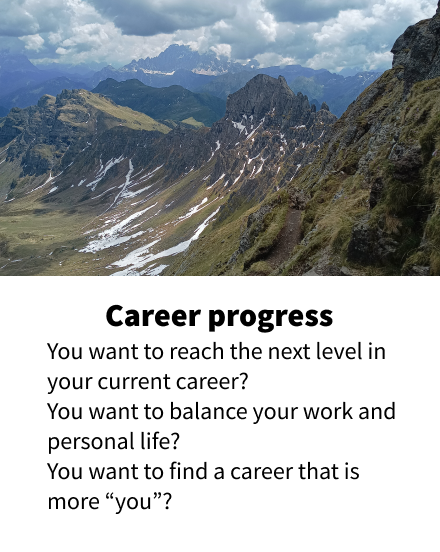 Career progress
You want to reach the next level in
your current career?
You want to balance your work and
personal life?
You want to find a career that is
more “you”?